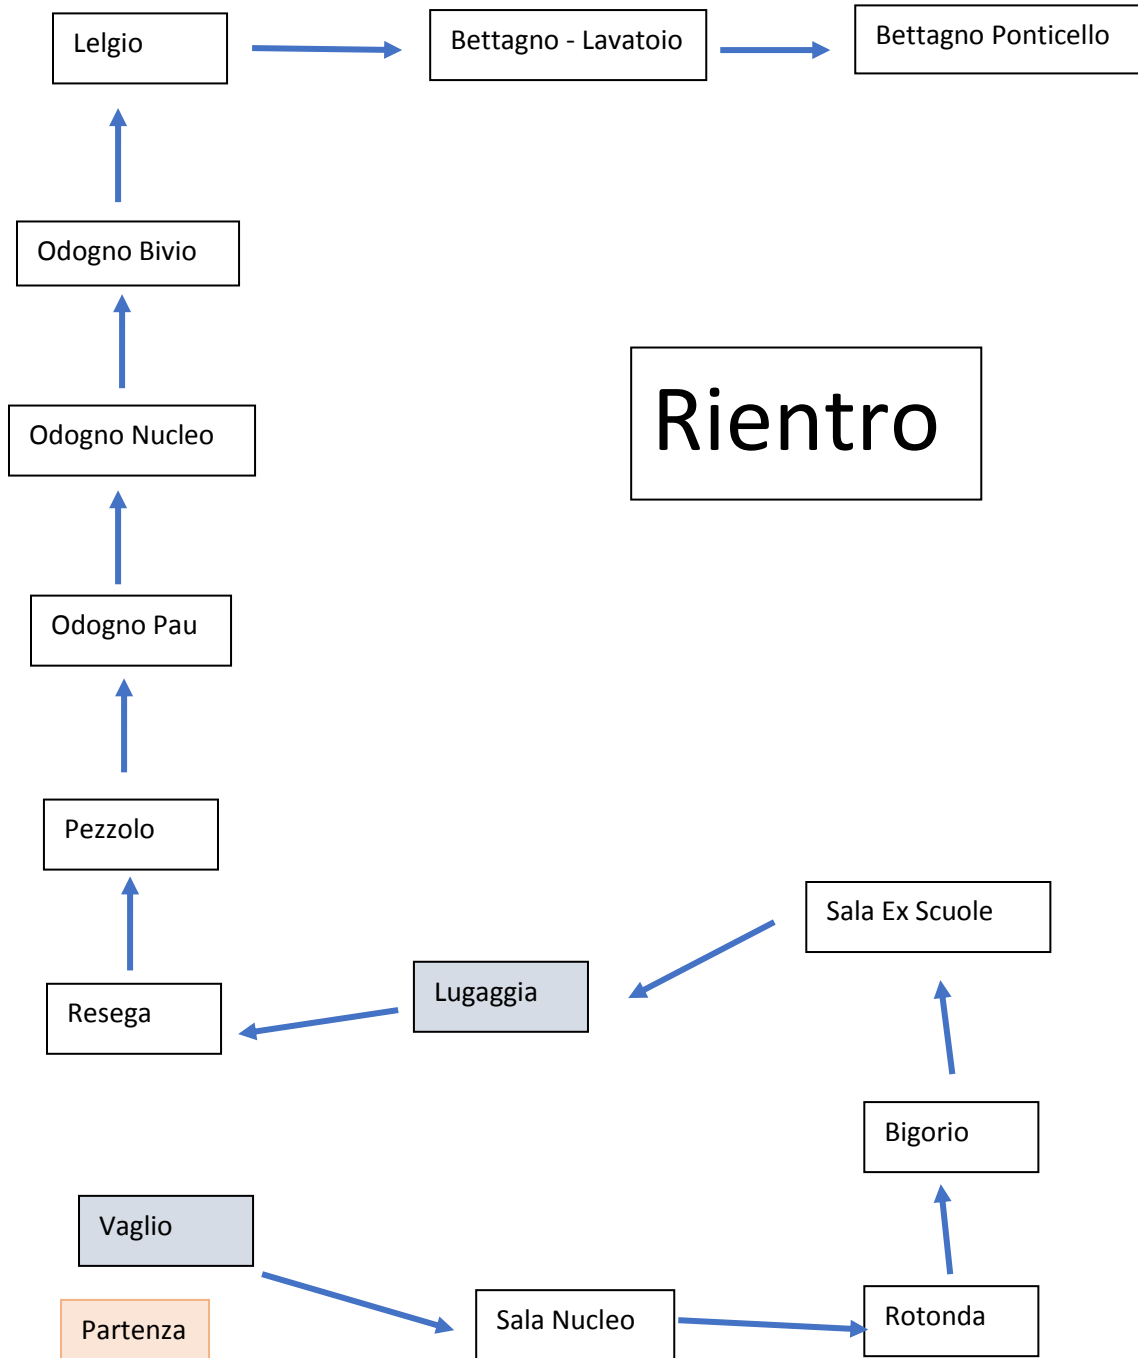 Lelgio
Bettagno - Lavatoio
Bettagno Ponticello
Odogno Bivio
Rientro
Odogno Nucleo
Odogno Pau
Pezzolo
Sala Ex Scuole
Lugaggia
Resega
Bigorio
Vaglio
Partenza
Sala Nucleo
Rotonda